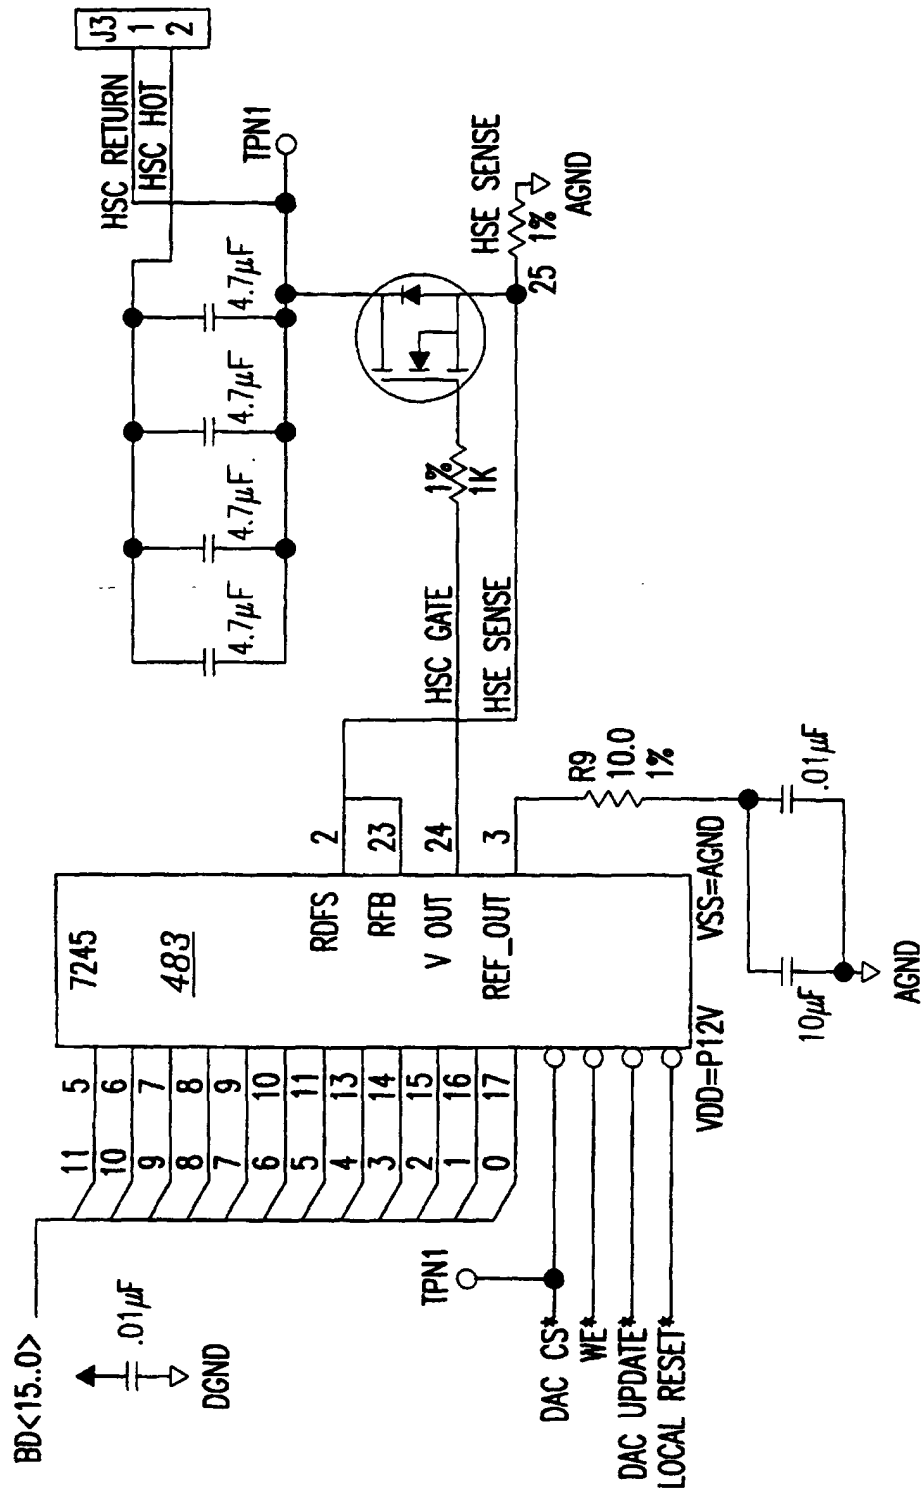 J3
1
2
HSC RETURN
HSC HOT
TPN1
4.7µF
4.7µF
4.7µF
4.7µF
HSE SENSE
1%
25
AGND
1%
1K
HSC GATE
HSE SENSE
7245
483
RDFS
2
RFB
23
V OUT
24
REF_OUT
3
R9
10.0
1%
VDD=P12V
VSS=AGND
10µF
.01µF
AGND
BD<15..0>
11 5
10 6
9 7
8 8
7 9
6 10
5 11
4 13
3 14
2 15
1 16
0 17
.01µF
DGND
TPN1
DAC CS*
WE*
DAC UPDATE*
LOCAL RESET*